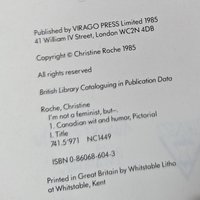 Published by VIRAGO PRESS Limited 1985
41 William IV Street, London WC2N 4DB
Copyright © Christine Roche 1985
All rights reserved
British Library Cataloguing in Publication Data
Roche, Christine
I'm not a feminist, but–.
1. Canadian wit and humor, Pictorial
I. Title
741.5'971 NC1449
ISBN 0-86068-604-3
Printed in Great Britain by Whitstable Litho
at Whitstable, Kent